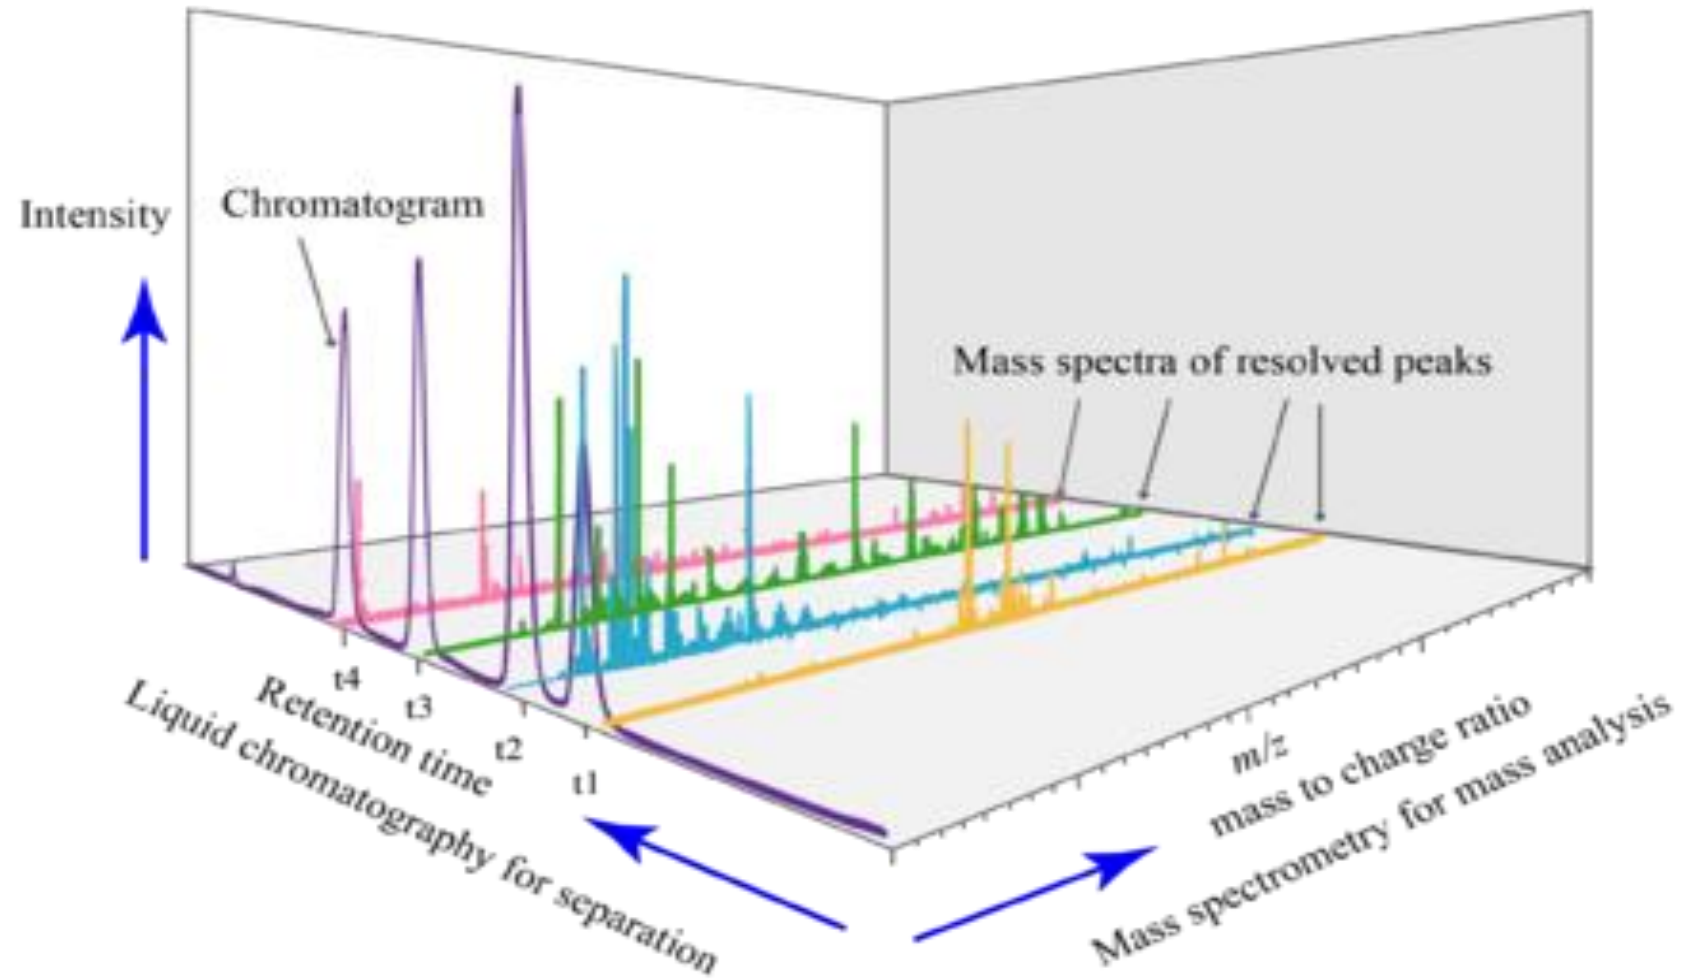 Intensity
Chromatogram
Mass spectra of resolved peaks
t4
t3
t2
t1
Retention time
Liquid chromatography for separation
m/z
mass to charge ratio
Mass spectrometry for mass analysis